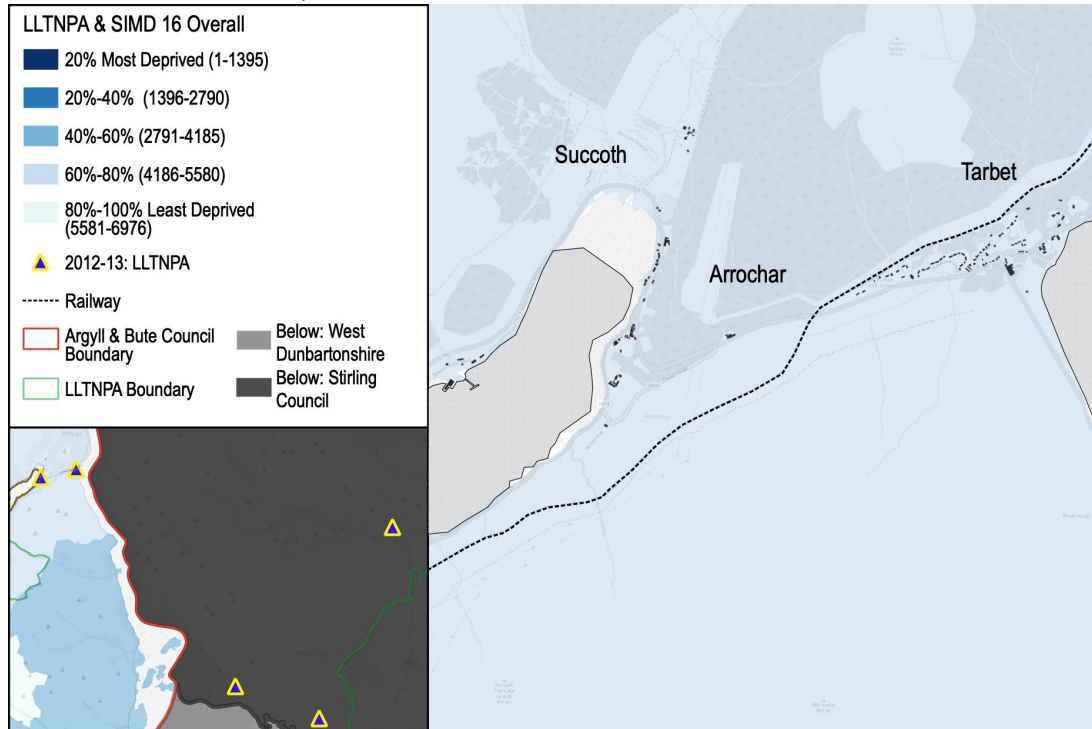 LLTNPA & SIMD 16 Overall
20% Most Deprived (1-1395)
20%-40% (1396-2790)
40%-60% (2791-4185)
60%-80% (4186-5580)
80%-100% Least Deprived
(5581-6976)
2012-13: LLTNPA
Railway
Argyll & Bute Council
Boundary
LLTNPA Boundary
Below: West
Dunbartonshire
Below: Stirling
Council
Succoth
Tarbet
Arrochar